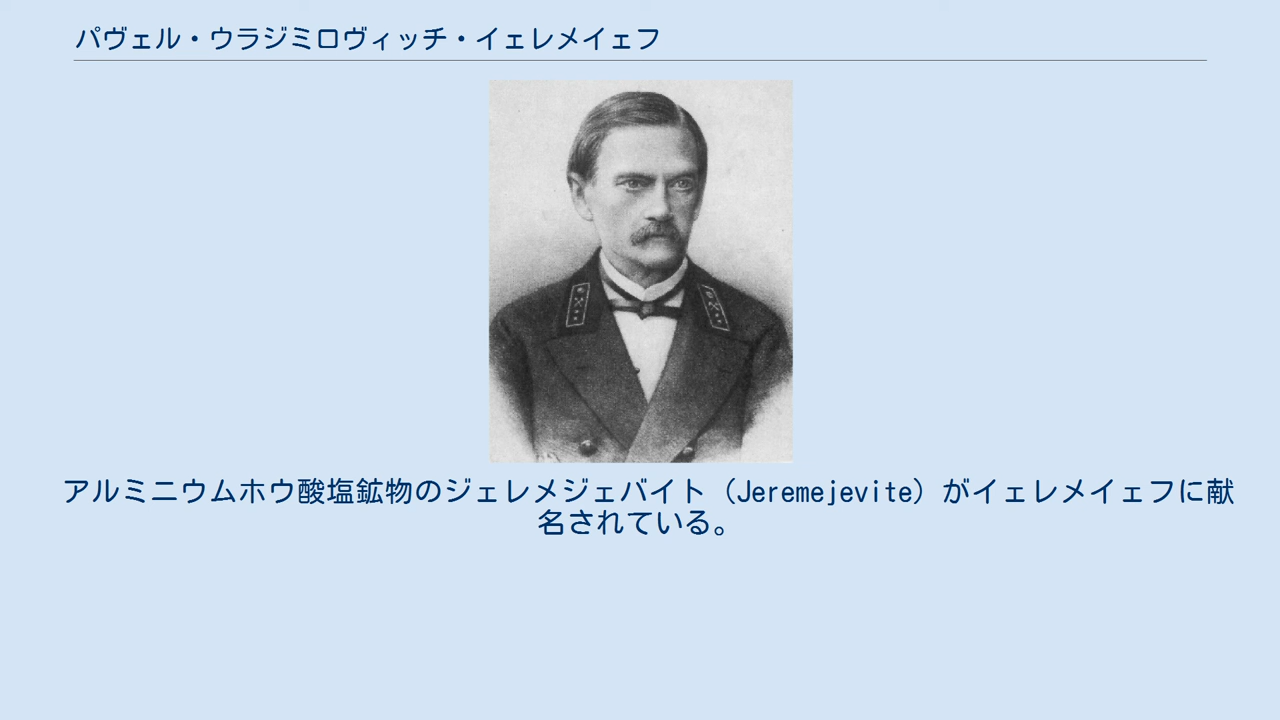 パヴェル・ウラジミロヴィッチ・イェレメイェフ
アルミニウムホウ酸塩鉱物のジェレメジェバイト（Jeremejevite）がイェレメイェフに献
名されている。